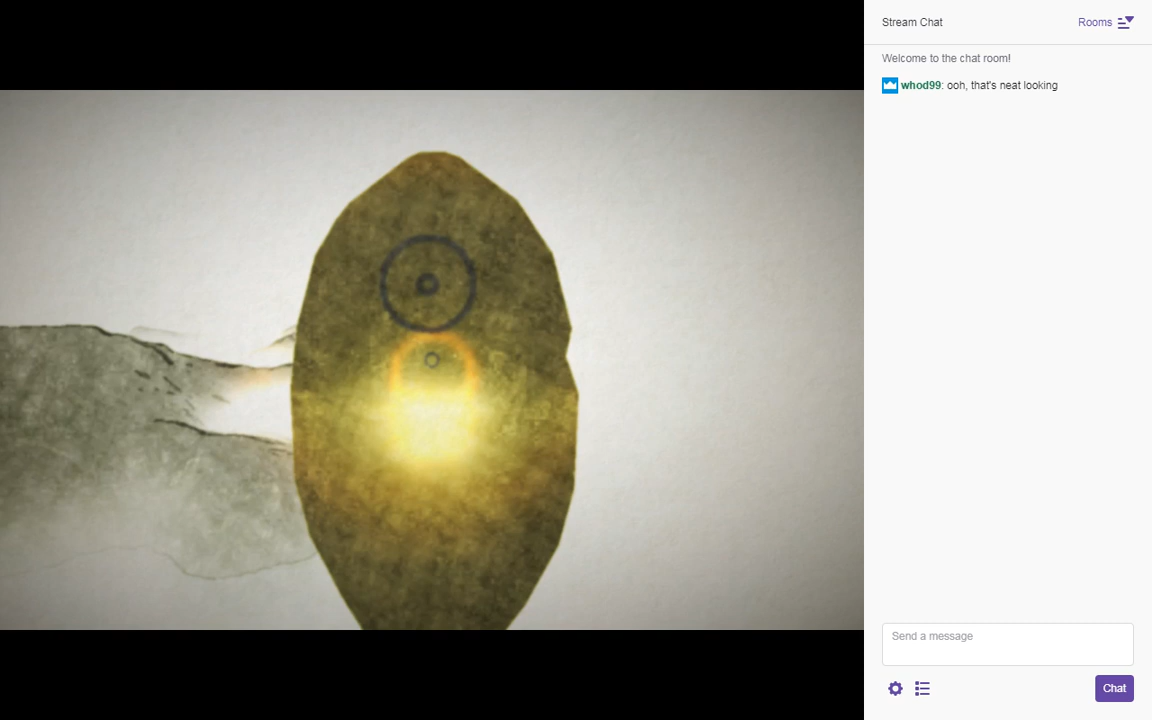 Stream Chat
Rooms
Welcome to the chat room!
whod99: ooh, that's neat looking
Send a message
Chat